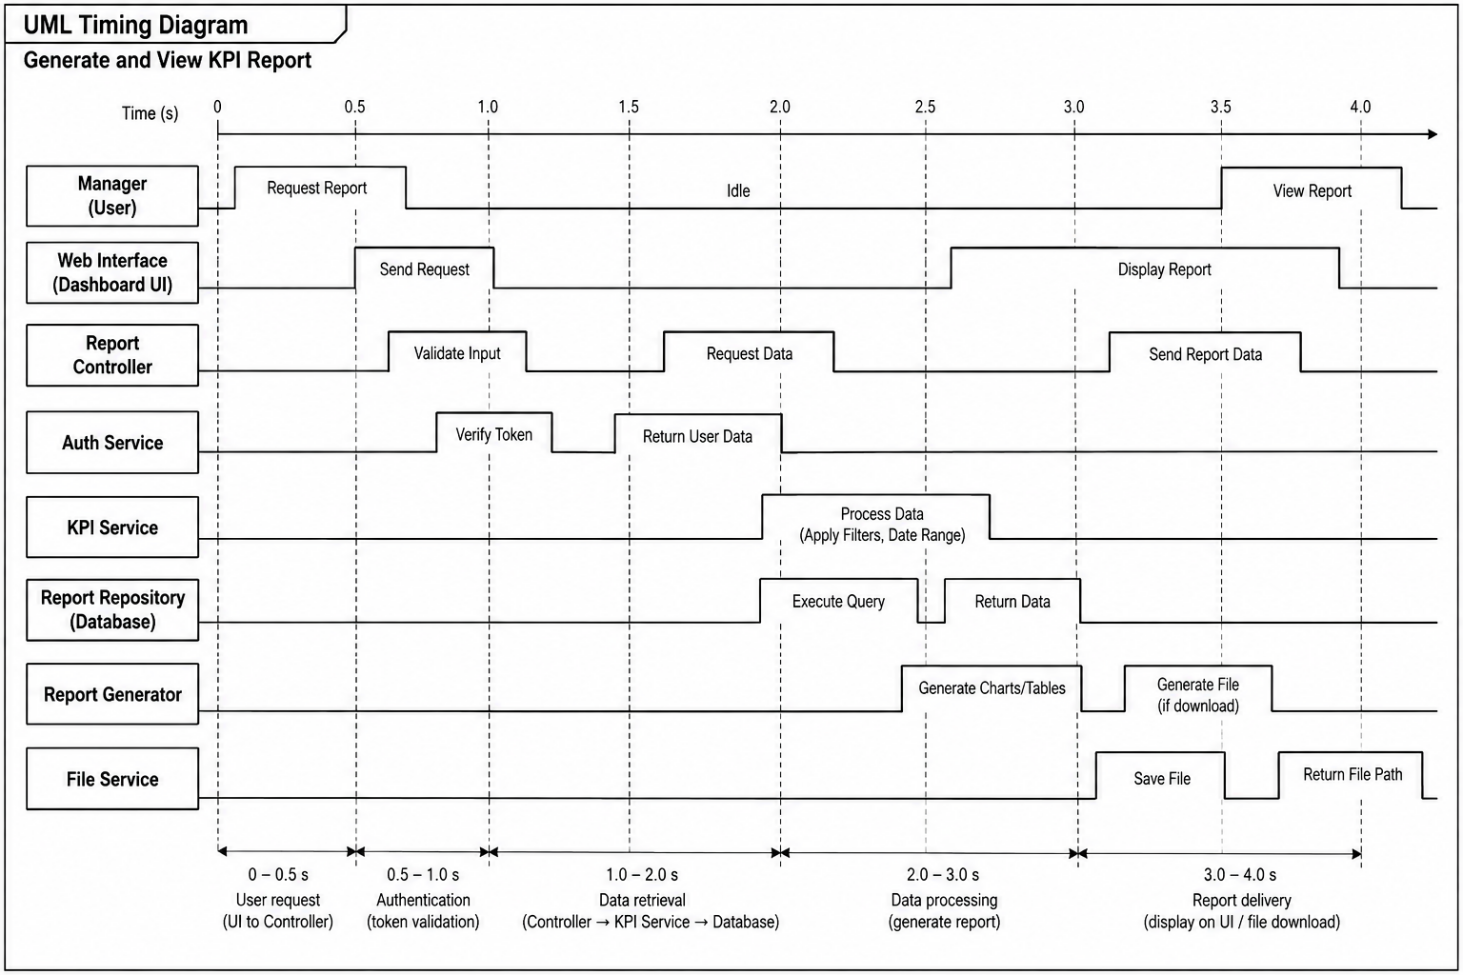 UML Timing Diagram
Generate and View KPI Report
Time (s)
0
0.5
1.0
1.5
2.0
2.5
3.0
3.5
4.0
Manager
(User)
Request Report
Idle
View Report
Web Interface
(Dashboard UI)
Send Request
Display Report
Report
Controller
Validate Input
Request Data
Send Report Data
Auth Service
Verify Token
Return User Data
KPI Service
Process Data
(Apply Filters, Date Range)
Report Repository
(Database)
Execute Query
Return Data
Report Generator
Generate Charts/Tables
Generate File
(if download)
File Service
Save File
Return File Path
0 – 0.5 s
User request
(UI to Controller)
0.5 – 1.0 s
Authentication
(token validation)
1.0 – 2.0 s
Data retrieval
(Controller → KPI Service → Database)
2.0 – 3.0 s
Data processing
(generate report)
3.0 – 4.0 s
Report delivery
(display on UI / file download)